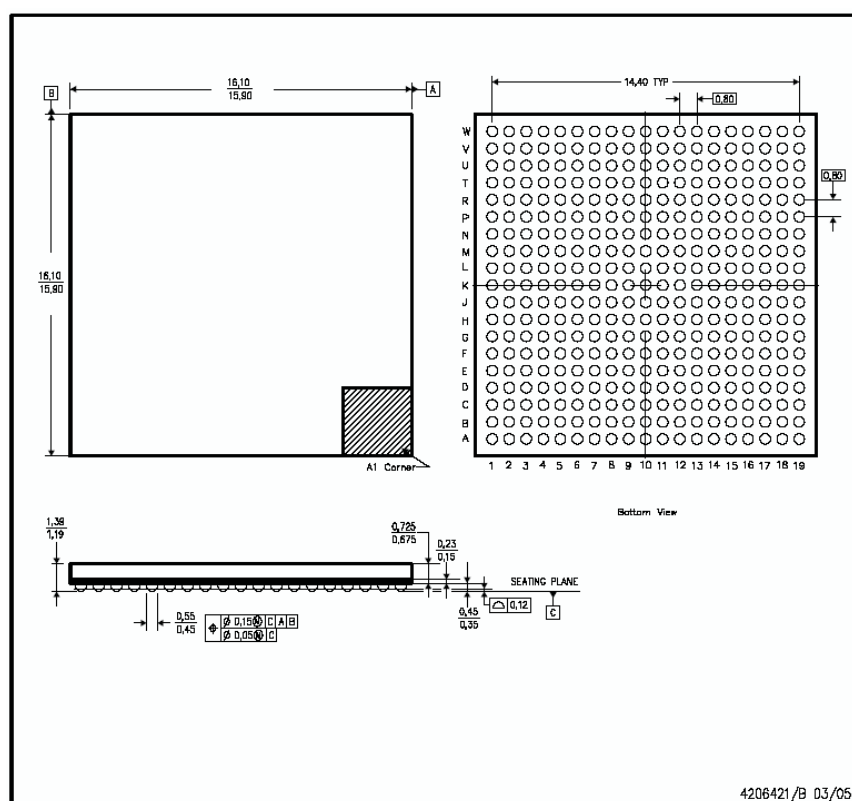 16,10
15,90
B
A
16,10
15,90
A1 Corner
14,40 TYP
0,80
0,80
W
V
U
T
R
P
N
M
L
K
J
H
G
F
E
D
C
B
A
1 2 3 4 5 6 7 8 9 10 11 12 13 14 15 16 17 18 19
Bottom View
1,39
1,19
0,725
0,675
0,23
0,15
SEATING PLANE
0,45
0,35
0,12
C
0,55
0,45
Ø 0,15Ⓜ C A B
Ø 0,05Ⓜ C
4206421/B 03/05